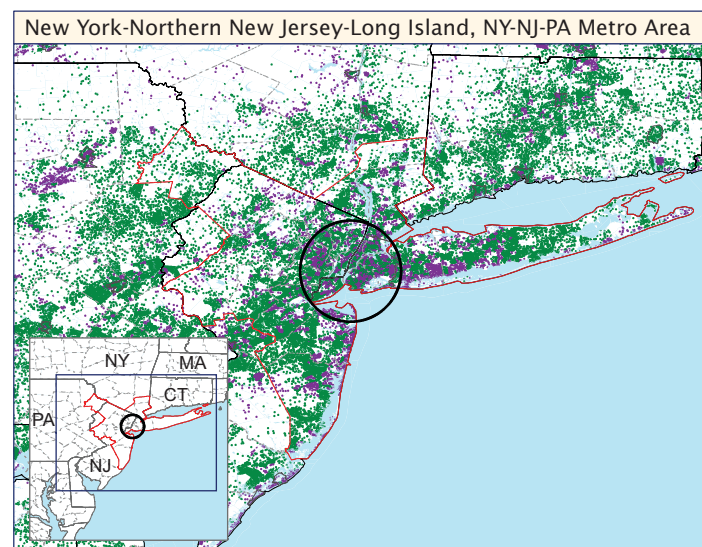 New York-Northern New Jersey-Long Island, NY-NJ-PA Metro Area
NY
MA
CT
PA
NJ